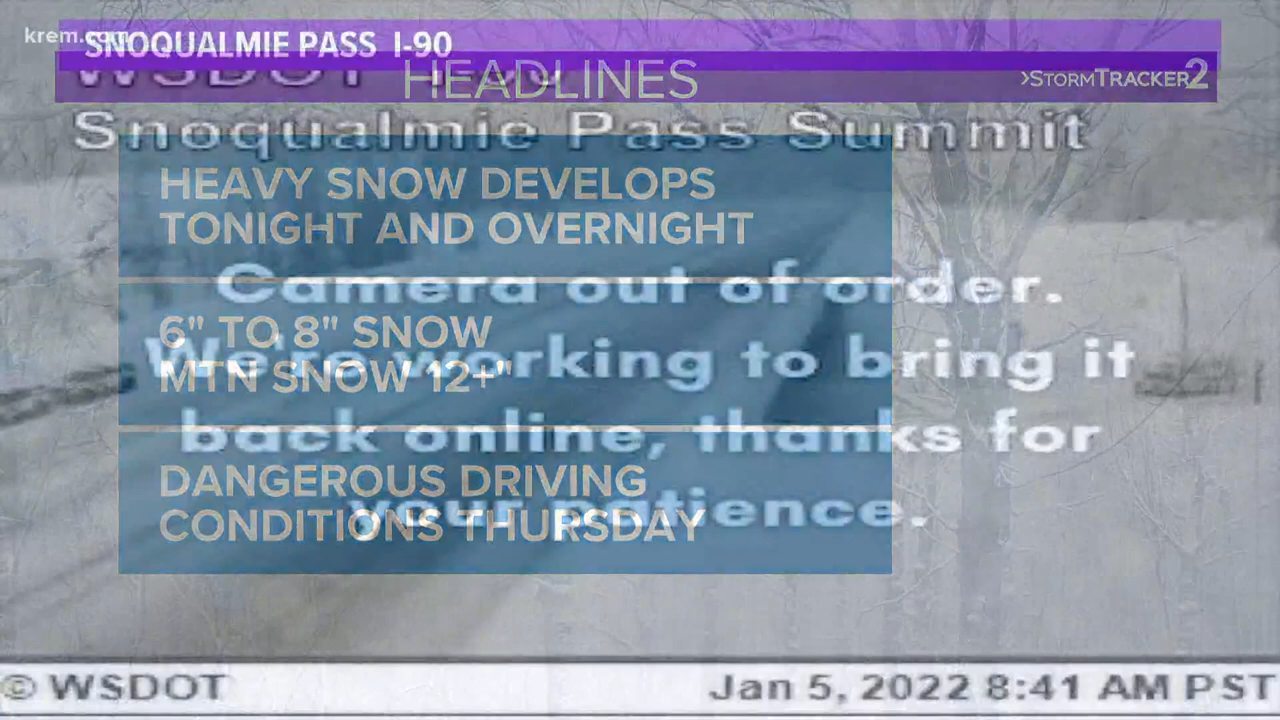 krem.com
SNOQUALMIE PASS I-90
WSDOT I-90
HEADLINES
›STORMTRACKER2
Snoqualmie Pass Summit
HEAVY SNOW DEVELOPS
TONIGHT AND OVERNIGHT
Camera out of order.
6" TO 8" SNOW
We're working to bring it
MTN SNOW 12+"
back online, thanks for
DANGEROUS DRIVING
your patience.
CONDITIONS THURSDAY
© WSDOT
Jan 5, 2022 8:41 AM PST